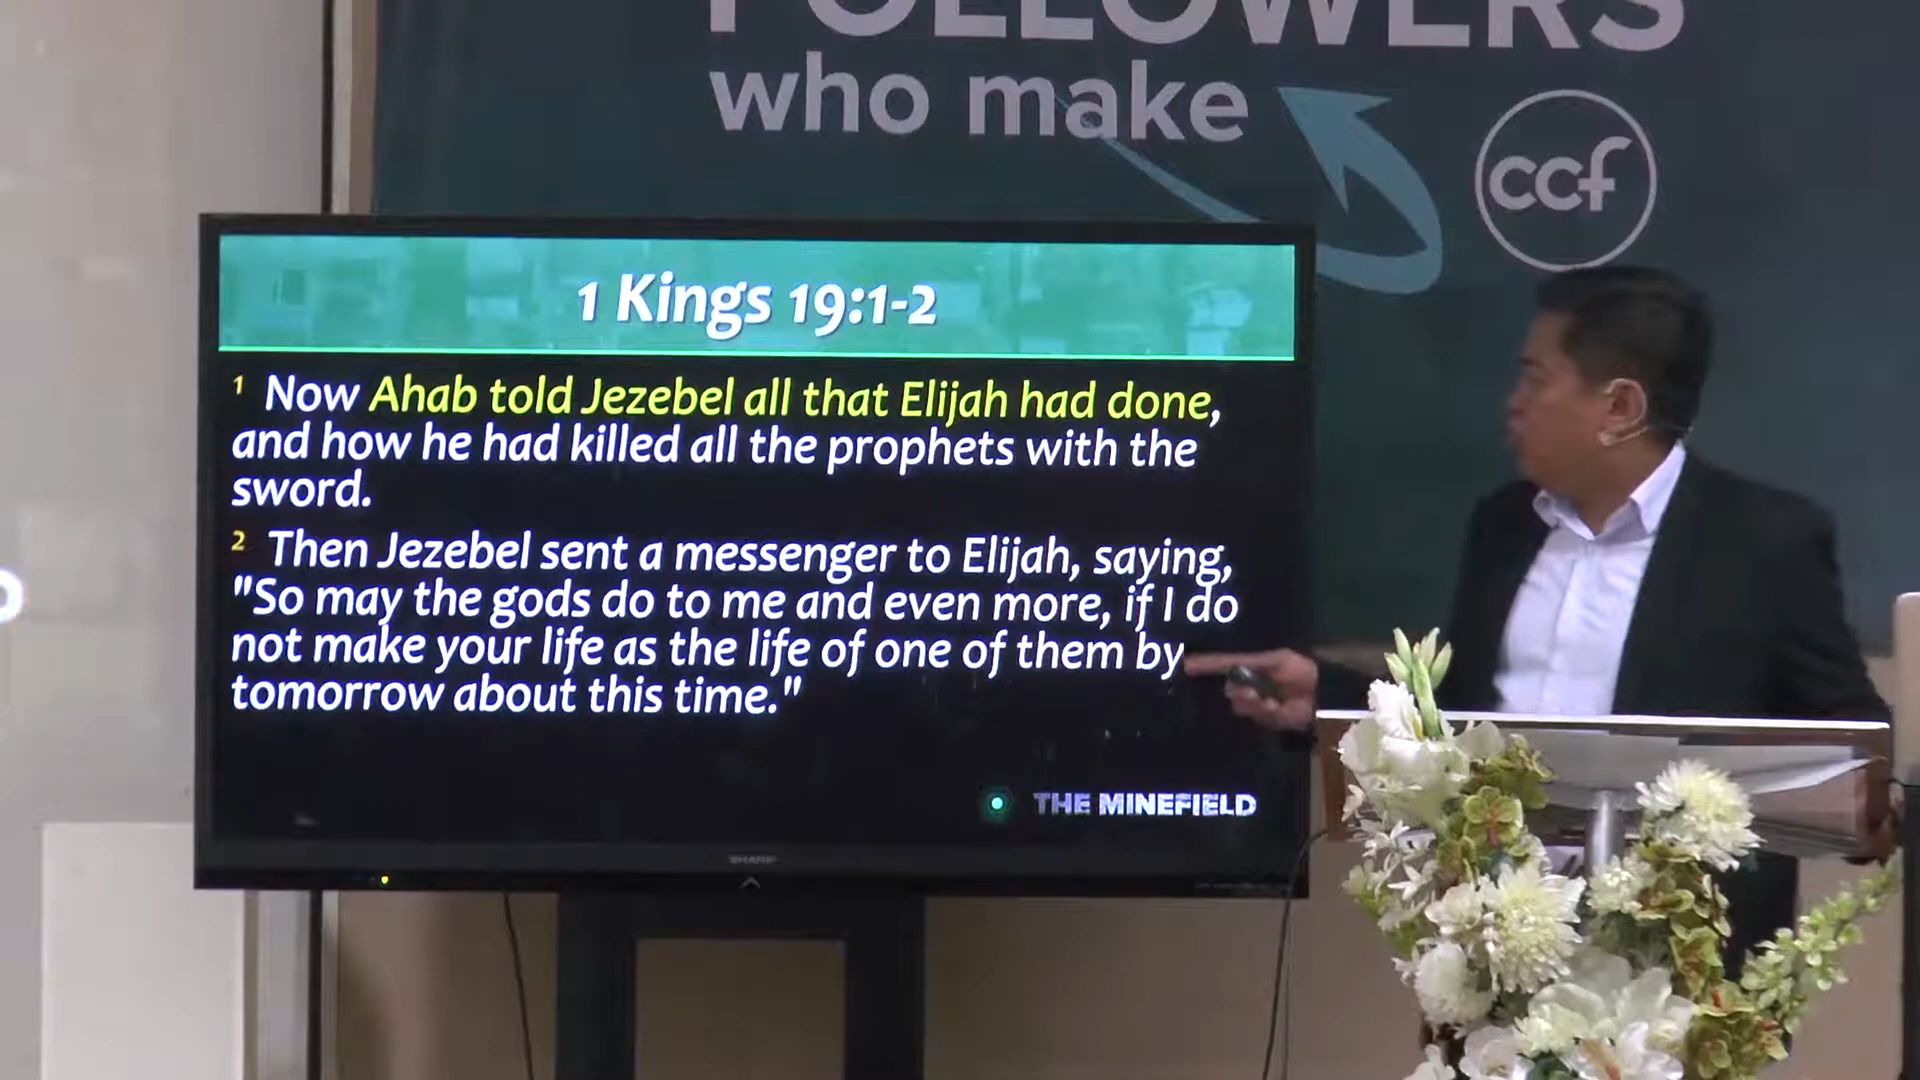 FOLLOWERS
who make
ccf
1 Kings 19:1-2
1 Now Ahab told Jezebel all that Elijah had done,
and how he had killed all the prophets with the
sword.
2 Then Jezebel sent a messenger to Elijah, saying,
"So may the gods do to me and even more, if I do
not make your life as the life of one of them by
tomorrow about this time."
THE MINEFIELD
SHARP